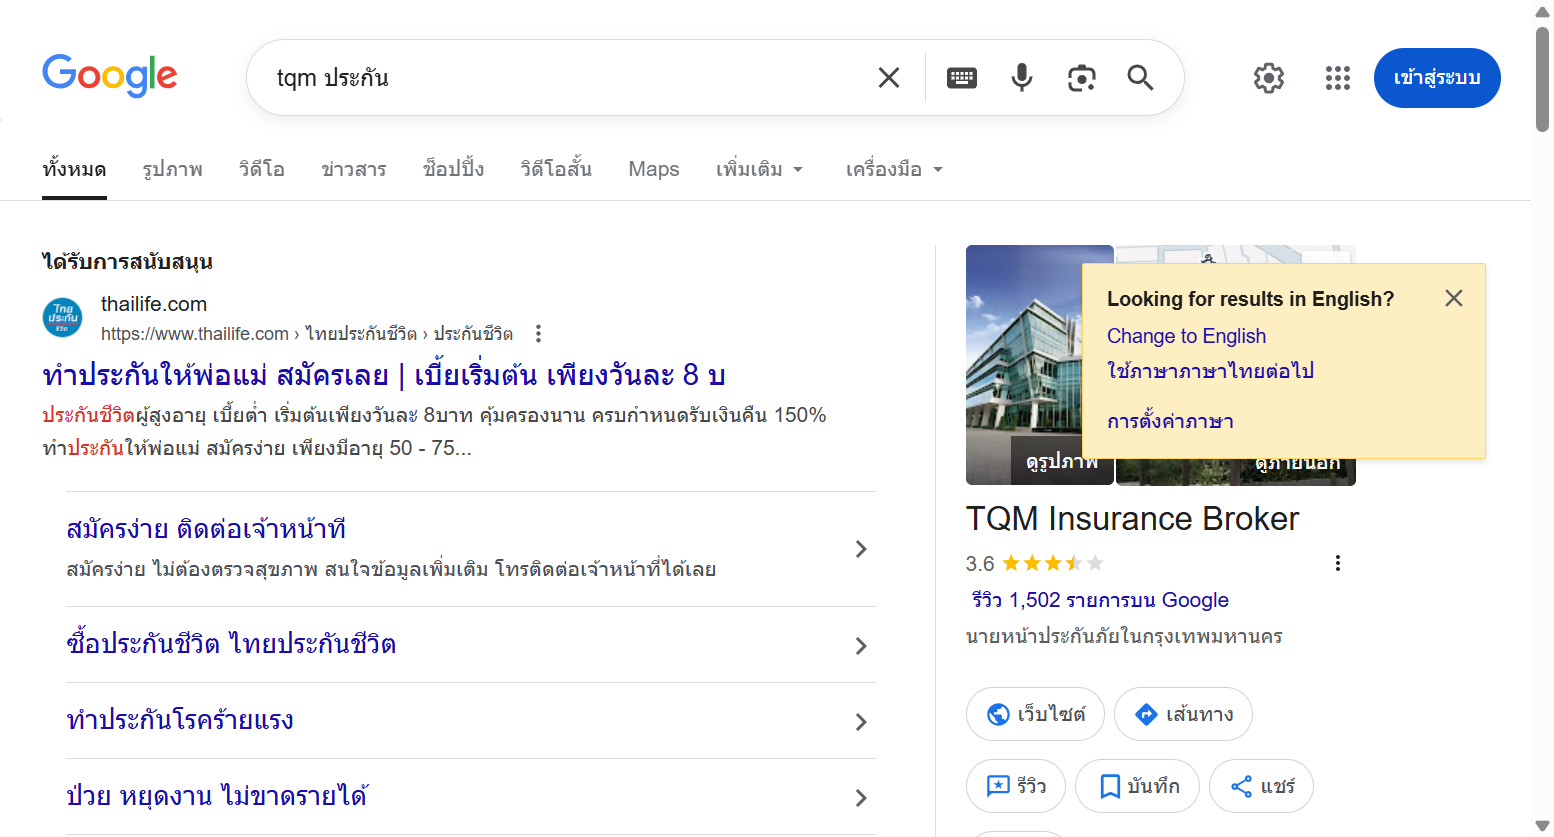 Google
tqm ประกัน
เข้าสู่ระบบ
ทั้งหมด รูปภาพ วิดีโอ ข่าวสาร ช็อปปิ้ง วิดีโอสั้น Maps เพิ่มเติม เครื่องมือ
ได้รับการสนับสนุน
ไทย
ประกัน
ชีวิต
thailife.com
https://www.thailife.com › ไทยประกันชีวิต › ประกันชีวิต
ทำประกันให้พ่อแม่ สมัครเลย | เบี้ยเริ่มต้น เพียงวันละ 8 บ
ประกันชีวิตผู้สูงอายุ เบี้ยต่ำ เริ่มต้นเพียงวันละ 8บาท คุ้มครองนาน ครบกำหนดรับเงินคืน 150%
ทำประกันให้พ่อแม่ สมัครง่าย เพียงมีอายุ 50 - 75...
สมัครง่าย ติดต่อเจ้าหน้าที่
สมัครง่าย ไม่ต้องตรวจสุขภาพ สนใจข้อมูลเพิ่มเติม โทรติดต่อเจ้าหน้าที่ได้เลย
ซื้อประกันชีวิต ไทยประกันชีวิต
ทำประกันโรคร้ายแรง
ป่วย หยุดงาน ไม่ขาดรายได้
Looking for results in English?
Change to English
ใช้ภาษาภาษาไทยต่อไป
การตั้งค่าภาษา
ดูรูปภาพ
ดูภายนอก
TQM Insurance Broker
3.6
รีวิว 1,502 รายการบน Google
นายหน้าประกันภัยในกรุงเทพมหานคร
เว็บไซต์ เส้นทาง
รีวิว บันทึก แชร์